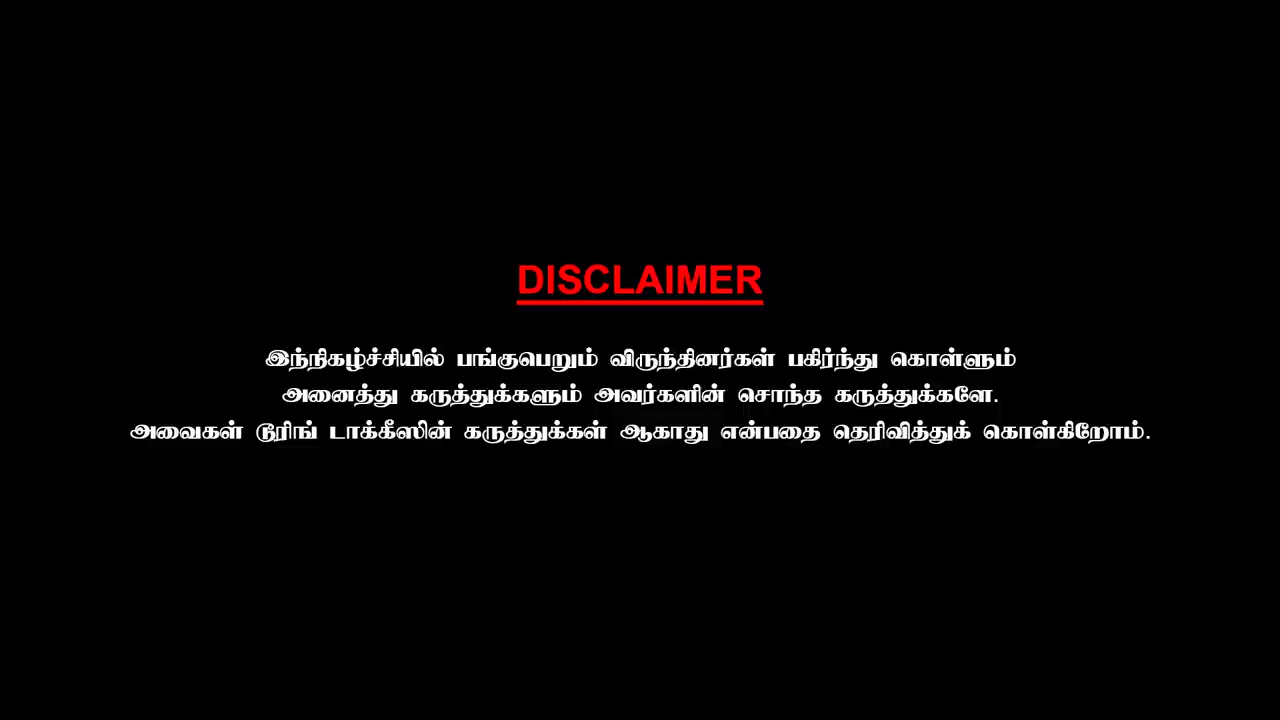 DISCLAIMER
இந்நிகழ்ச்சியில் பங்குபெறும் விருந்தினர்கள் பகிர்ந்து கொள்ளும்
அனைத்து கருத்துக்களும் அவர்களின் சொந்த கருத்துக்களே.
அவைகள் டூரிங் டாக்கீஸின் கருத்துக்கள் ஆகாது என்பதை தெரிவித்துக் கொள்கிறோம்.